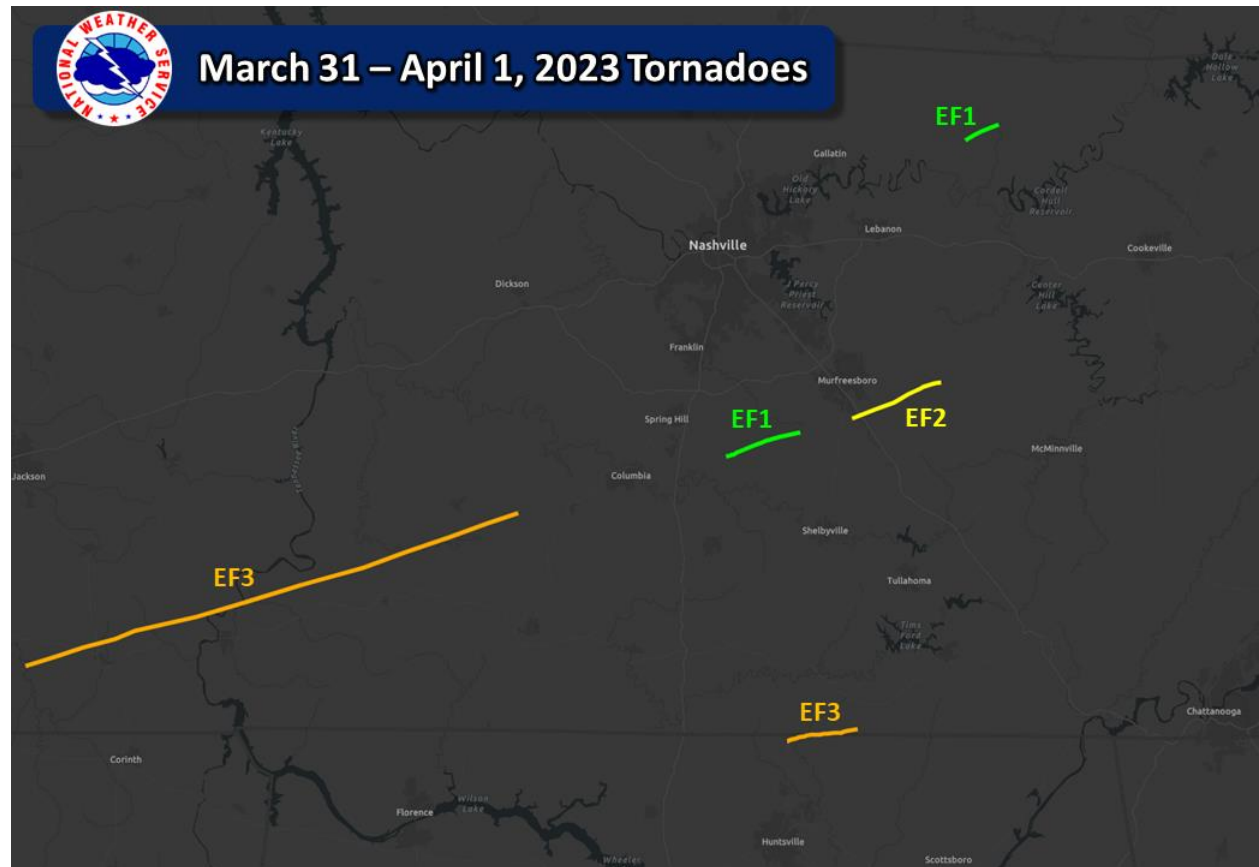 NATIONAL WEATHER SERVICE
March 31 – April 1, 2023 Tornadoes
Dale
Hollow
Lake
EF1
Kentucky
Lake
Gallatin
Old
Hickory
Lake
Cordell
Hull
Reservoir
Lebanon
Nashville
Cookeville
J Percy
Priest
Reservoir
Dickson
Center
Hill
Lake
Franklin
Murfreesboro
EF2
Spring Hill
EF1
McMinnville
Jackson
Columbia
Tennessee River
Shelbyville
EF3
Tullahoma
Tims
Ford
Lake
EF3
Chattanooga
Corinth
Wilson
Lake
Florence
Huntsville
Wheeler
Scottsboro